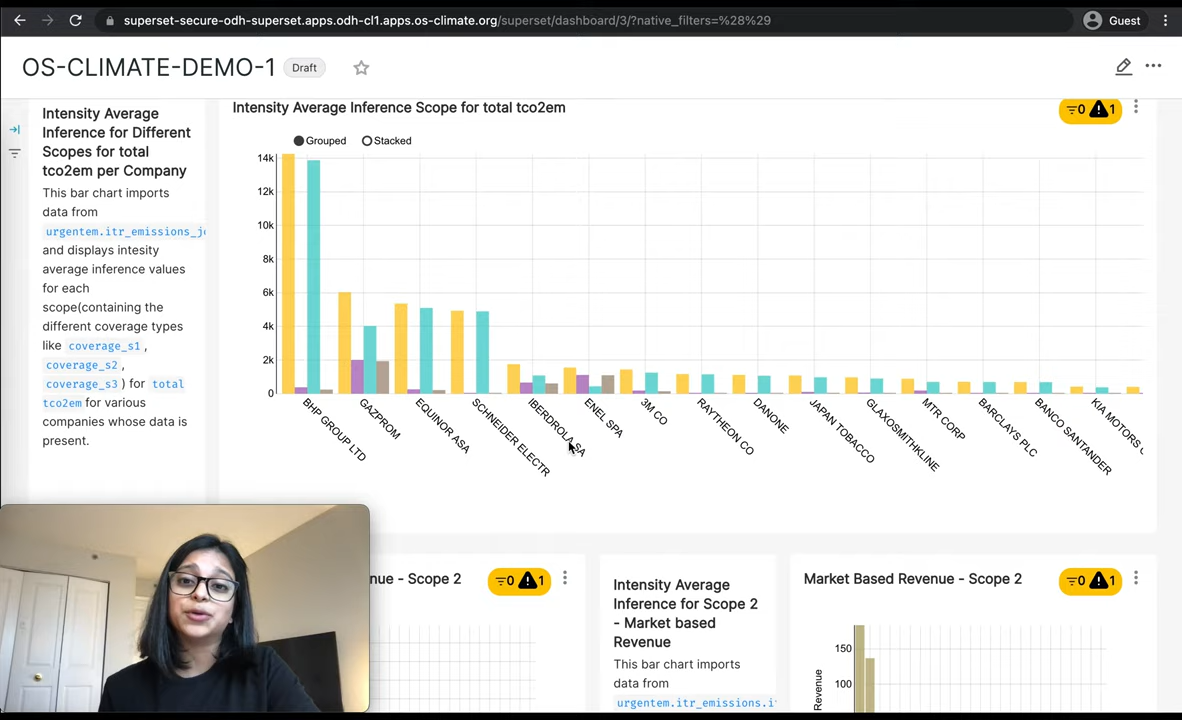 superset-secure-odh-superset.apps.odh-cl1.apps.os-climate.org/superset/dashboard/3/?native_filters=%28%29
Guest
OS-CLIMATE-DEMO-1
Draft
Intensity Average
Inference for Different
Scopes for total
tco2em per Company
This bar chart imports
data from
urgentem.itr_emissions_j
and displays intesity
average inference values
for each
scope(containing the
different coverage types
like coverage_s1 ,
coverage_s2 ,
coverage_s3 ) for total
tco2em for various
companies whose data is
present.
Intensity Average Inference Scope for total tco2em
0 1
Grouped Stacked
14k
12k
10k
8k
6k
4k
2k
0
BHP GROUP LTD
GAZPROM
EQUINOR ASA
SCHNEIDER ELECTR
IBERDROLA SA
ENEL SPA
3M CO
RAYTHEON CO
DANONE
JAPAN TOBACCO
GLAXOSMITHKLINE
MTR CORP
BARCLAYS PLC
BANCO SANTANDER
KIA MOTORS
nue - Scope 2
0 1
Intensity Average
Inference for Scope 2
- Market based
Revenue
This bar chart imports
data from
urgentem.itr_emissions.i
Market Based Revenue - Scope 2
0 1
150
100
Revenue